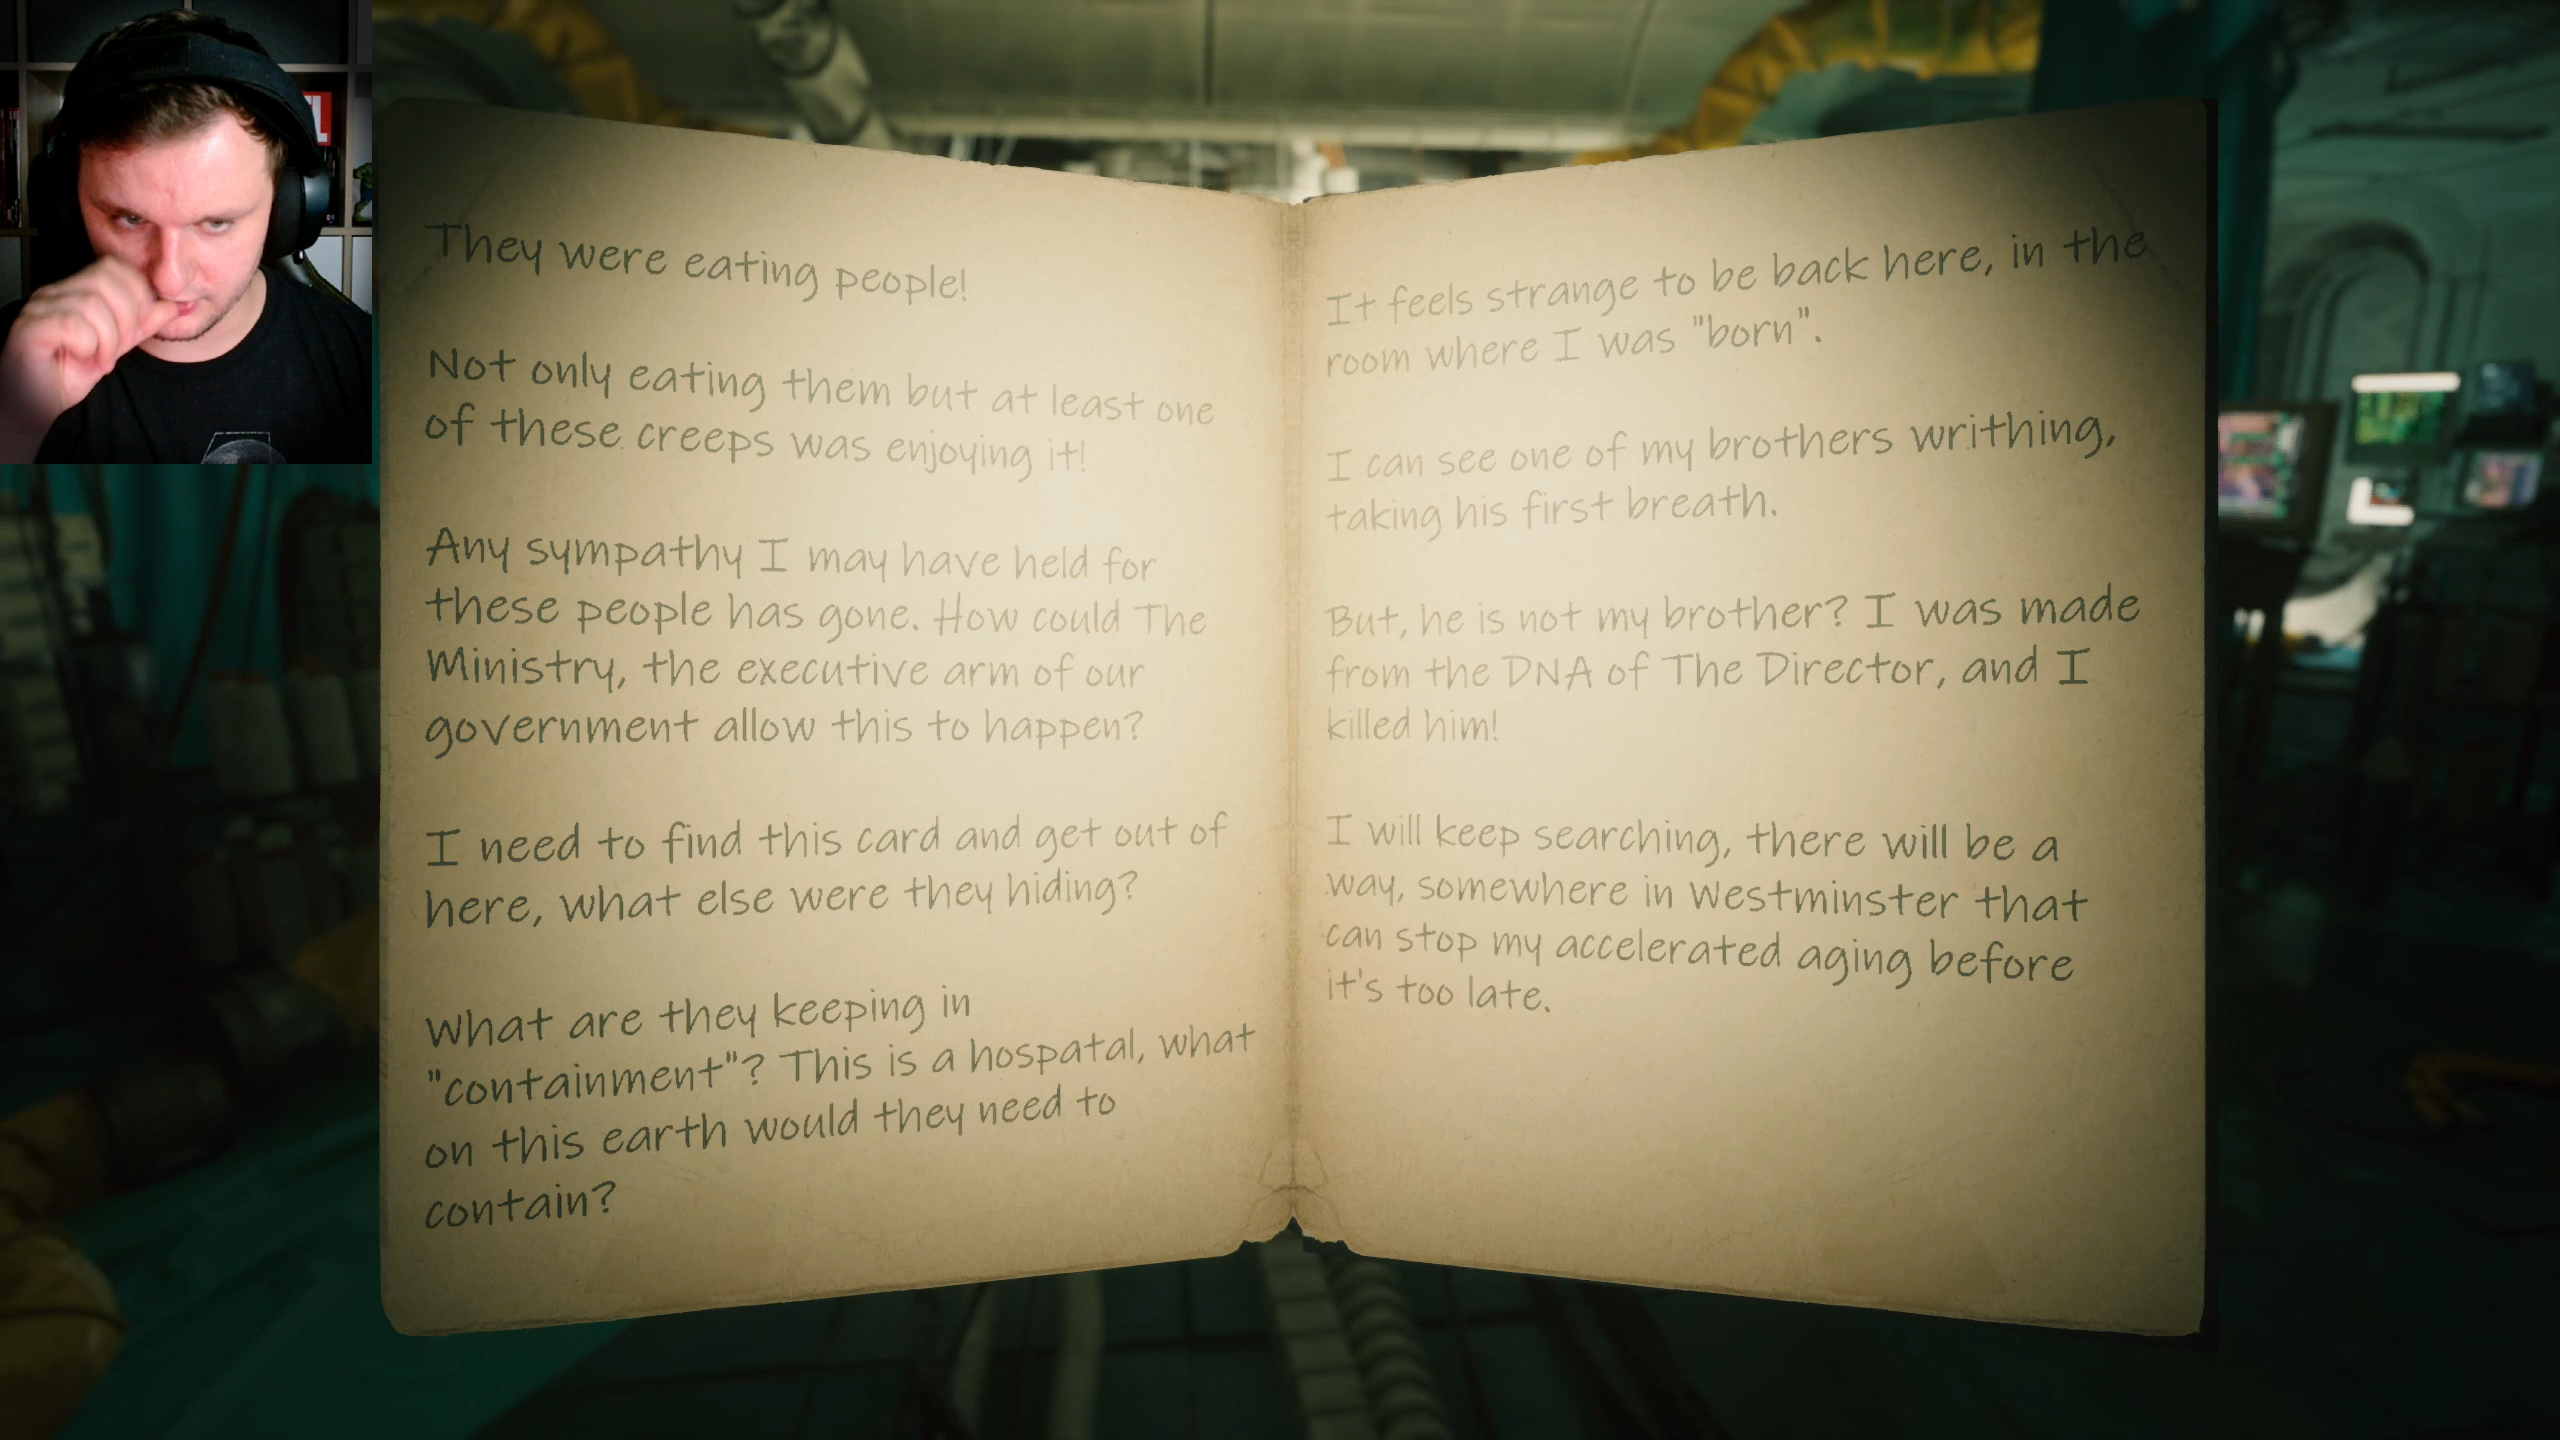 They were eating people!
Not only eating them but at least one
of these creeps was enjoying it!
Any sympathy I may have held for
these people has gone. How could The
Ministry, the executive arm of our
government allow this to happen?
I need to find this card and get out of
here, what else were they hiding?
What are they keeping in
"containment"? This is a hospatal, what
on this earth would they need to
contain?
It feels strange to be back here, in the
room where I was "born".
I can see one of my brothers writhing,
taking his first breath.
But, he is not my brother? I was made
from the DNA of The Director, and I
killed him!
I will keep searching, there will be a
way, somewhere in Westminster that
can stop my accelerated aging before
it's too late.